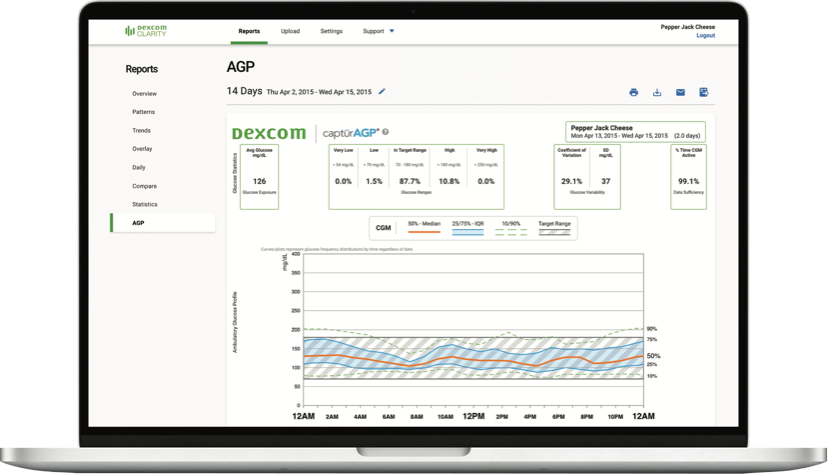 Dexcom
CLARITY
Reports
Upload
Settings
Support
Pepper Jack Cheese
Logout
Reports
Overview
Patterns
Trends
Overlay
Daily
Compare
Statistics
AGP
AGP
14 Days Thu Apr 2, 2015 - Wed Apr 15, 2015
Dexcom
captūrAGP®
Pepper Jack Cheese
Mon Apr 13, 2015 - Wed Apr 15, 2015 (2.0 days)
Glucose Statistics
Avg Glucose
mg/dL
126
Glucose Exposure
Very Low
Low
In Target Range
High
Very High
< 54 mg/dL
< 70 mg/dL
70 - 180 mg/dL
> 180 mg/dL
>250 mg/dL
0.0%
1.5%
87.7%
10.8%
0.0%
Glucose Ranges
Coefficient of
Variation
SD
mg/dL
29.1%
37
Glucose Variability
% Time CGM
Active
99.1%
Data Sufficiency
CGM
50% - Median
25/75% - IQR
10/90%
Target Range
Curves/plots represent glucose frequency distributions by time regardless of date.
Ambulatory Glucose Profile
mg/dL
400
350
300
250
200
150
100
50
0
90%
75%
50%
25%
10%
12AM
2AM
4AM
6AM
8AM
10AM
12PM
2PM
4PM
6PM
8PM
10PM
12AM